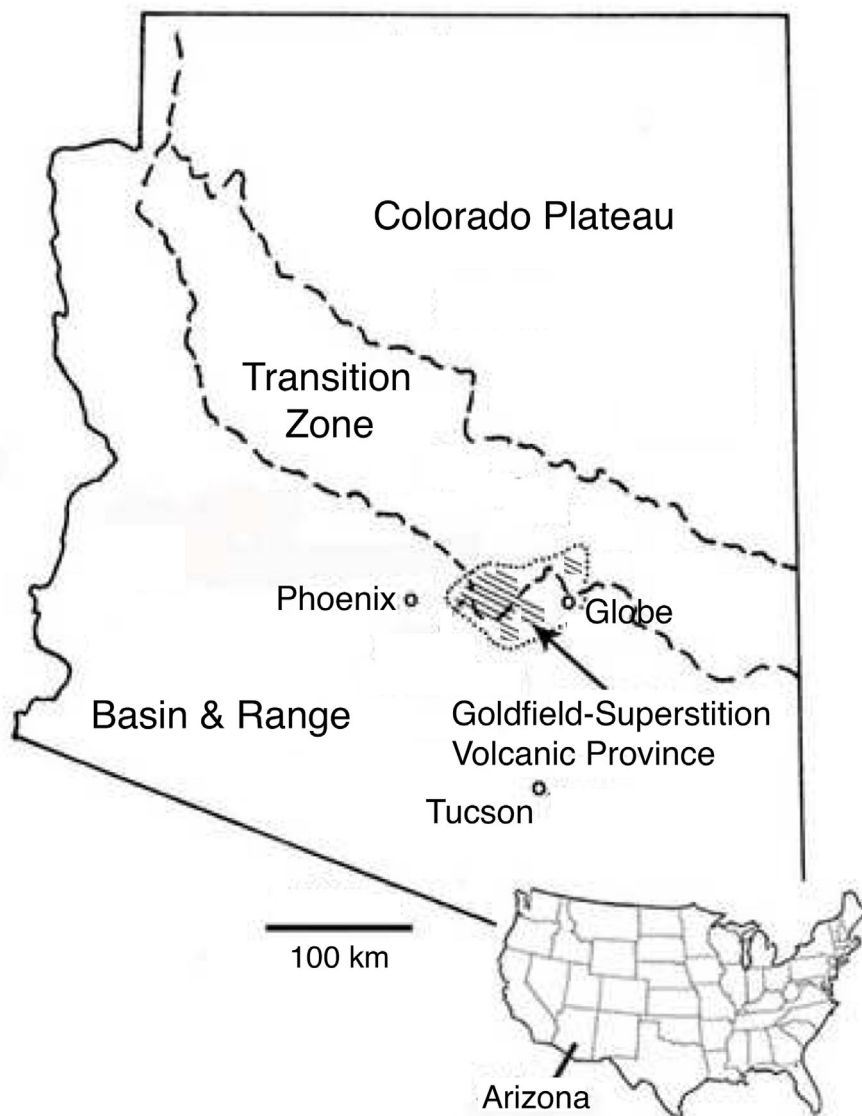 Colorado Plateau
Transition
Zone
Phoenix
Globe
Basin & Range
Goldfield-Superstition
Volcanic Province
Tucson
100 km
Arizona